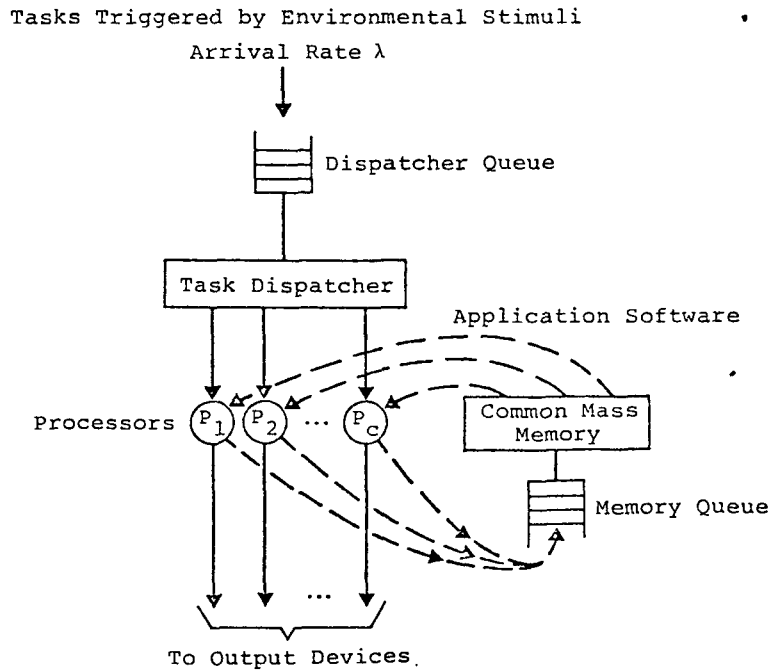 Tasks Triggered by Environmental Stimuli
Arrival Rate λ
Dispatcher Queue
Task Dispatcher
Application Software
Processors
P1
P2
...
Pc
Common Mass
Memory
Memory Queue
...
To Output Devices.